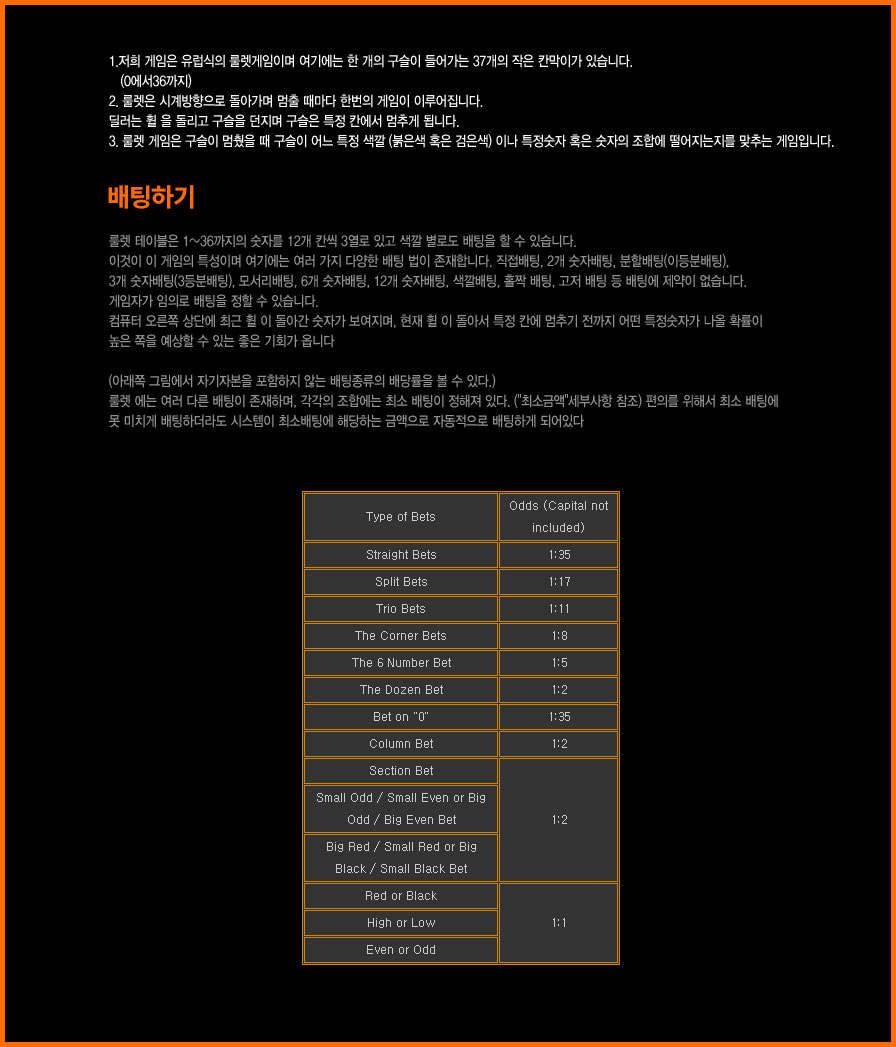 1.저희 게임은 유럽식의 룰렛게임이며 여기에는 한 개의 구슬이 들어가는 37개의 작은 칸막이가 있습니다.
(0에서36까지)
2. 룰렛은 시계방향으로 돌아가며 멈출 때마다 한번의 게임이 이루어집니다.
딜러는 휠 을 돌리고 구슬을 던지며 구슬은 특정 칸에서 멈추게 됩니다.
3. 룰렛 게임은 구슬이 멈췄을 때 구슬이 어느 특정 색깔 (붉은색 혹은 검은색) 이나 특정숫자 혹은 숫자의 조합에 떨어지는지를 맞추는 게임입니다.
배팅하기
룰렛 테이블은 1~36까지의 숫자를 12개 칸씩 3열로 있고 색깔 별로도 배팅을 할 수 있습니다.
이것이 이 게임의 특성이며 여기에는 여러 가지 다양한 배팅 법이 존재합니다. 직접배팅, 2개 숫자배팅, 분할배팅(이등분배팅),
3개 숫자배팅(3등분배팅), 모서리배팅, 6개 숫자배팅, 12개 숫자배팅, 색깔배팅, 홀짝 배팅, 고저 배팅 등 배팅에 제약이 없습니다.
게임자가 임의로 배팅을 정할 수 있습니다.
컴퓨터 오른쪽 상단에 최근 휠 이 돌아간 숫자가 보여지며, 현재 휠 이 돌아서 특정 칸에 멈추기 전까지 어떤 특정숫자가 나올 확률이
높은 쪽을 예상할 수 있는 좋은 기회가 옵니다
(아래쪽 그림에서 자기자본을 포함하지 않는 배팅종류의 배당률을 볼 수 있다.)
룰렛 에는 여러 다른 배팅이 존재하며, 각각의 조합에는 최소 배팅이 정해져 있다. ("최소금액"세부사항 참조) 편의를 위해서 최소 배팅에
못 미치게 배팅하더라도 시스템이 최소배팅에 해당하는 금액으로 자동적으로 배팅하게 되어있다
Type of Bets
Odds (Capital not
included)
Straight Bets 1:35
Split Bets 1:17
Trio Bets 1:11
The Corner Bets 1:8
The 6 Number Bet 1:5
The Dozen Bet 1:2
Bet on "0" 1:35
Column Bet 1:2
Section Bet
Small Odd / Small Even or Big
Odd / Big Even Bet 1:2
Big Red / Small Red or Big
Black / Small Black Bet
Red or Black
High or Low 1:1
Even or Odd